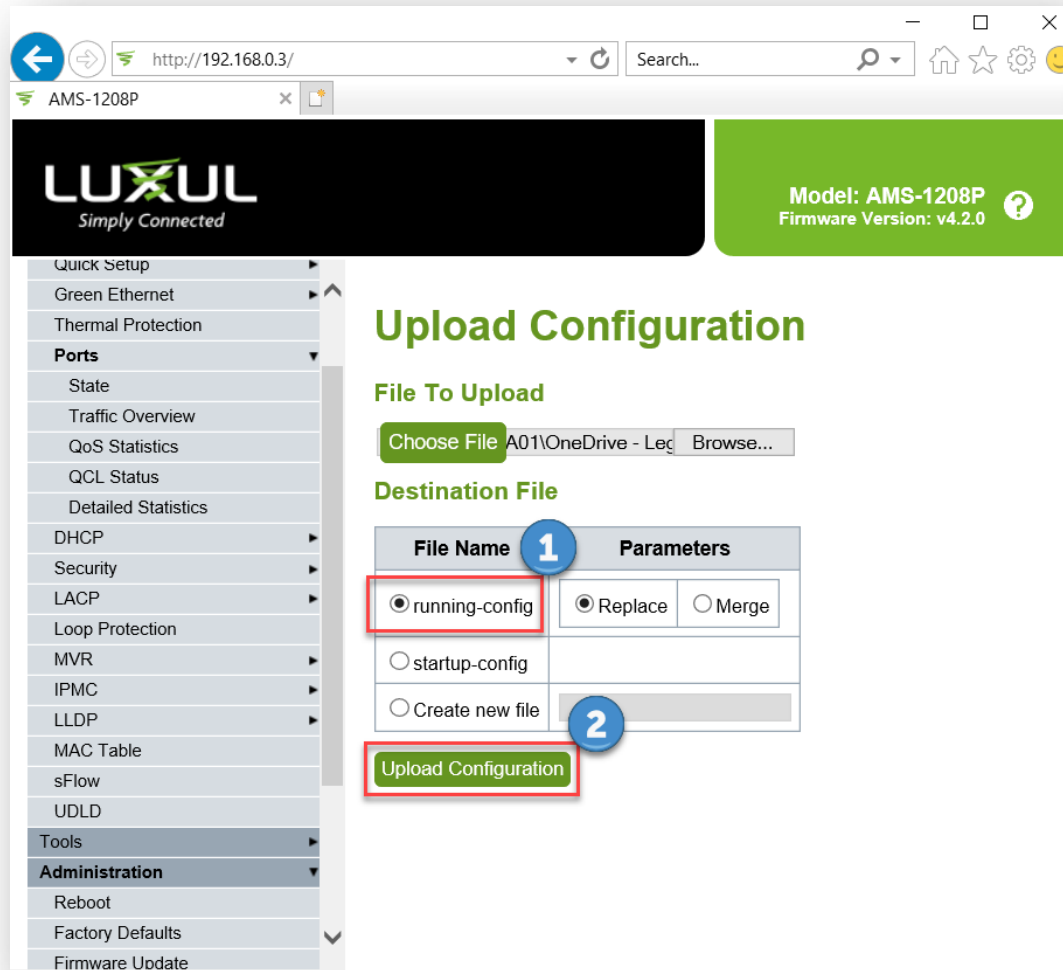 http://192.168.0.3/
Search...
AMS-1208P
LUXUL
Simply Connected
Model: AMS-1208P
Firmware Version: v4.2.0
?
Quick Setup
Green Ethernet
Thermal Protection
Ports
State
Traffic Overview
QoS Statistics
QCL Status
Detailed Statistics
DHCP
Security
LACP
Loop Protection
MVR
IPMC
LLDP
MAC Table
sFlow
UDLD
Tools
Administration
Reboot
Factory Defaults
Firmware Update
Upload Configuration
File To Upload
Choose File A01\OneDrive - Leg Browse...
Destination File
File Name 1 Parameters
running-config Replace Merge
startup-config
Create new file
2
Upload Configuration